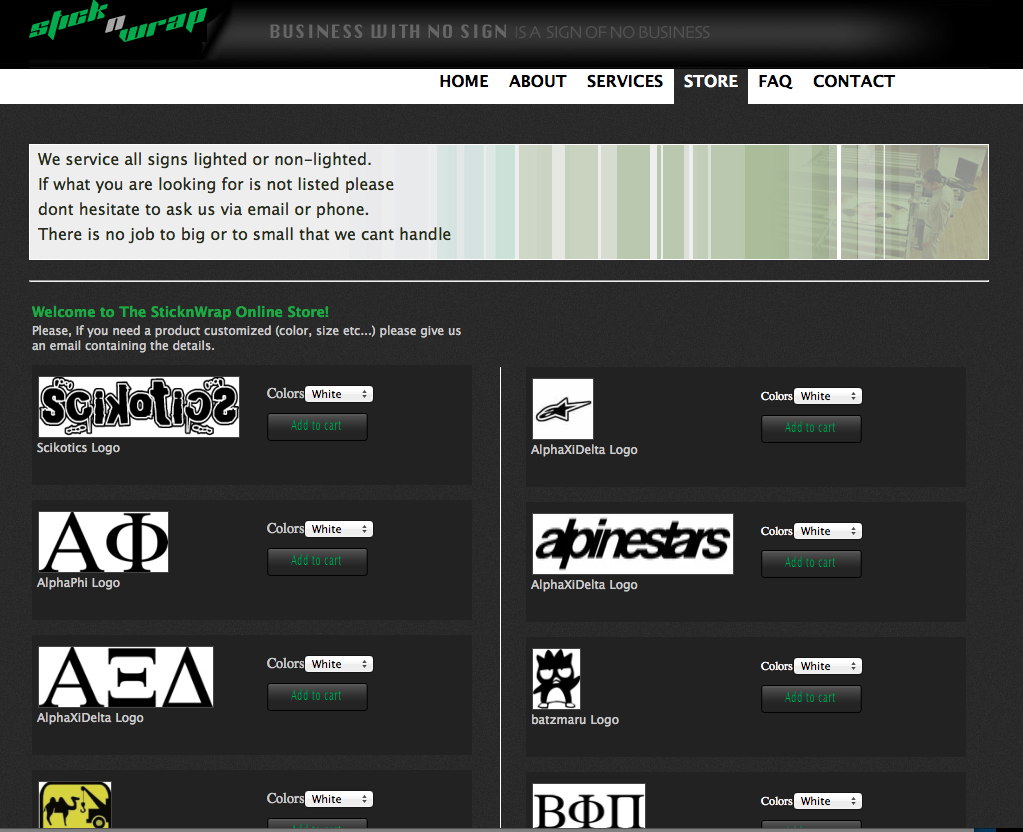 stick n wrap
BUSINESS WITH NO SIGN IS A SIGN OF NO BUSINESS
HOME ABOUT SERVICES STORE FAQ CONTACT
We service all signs lighted or non-lighted.
If what you are looking for is not listed please
dont hesitate to ask us via email or phone.
There is no job to big or to small that we cant handle
Welcome to The SticknWrap Online Store!
Please, If you need a product customized (color, size etc...) please give us
an email containing the details.
Scikotics
Colors White
Add to cart
Scikotics Logo
Colors White
Add to cart
AlphaXiDelta Logo
ΑΦ
Colors White
Add to cart
AlphaPhi Logo
alpinestars
Colors White
Add to cart
AlphaXiDelta Logo
ΑΞΔ
Colors White
Add to cart
AlphaXiDelta Logo
Colors White
Add to cart
batzmaru Logo
Colors White
Add to cart
ΒΦΠ
Colors White